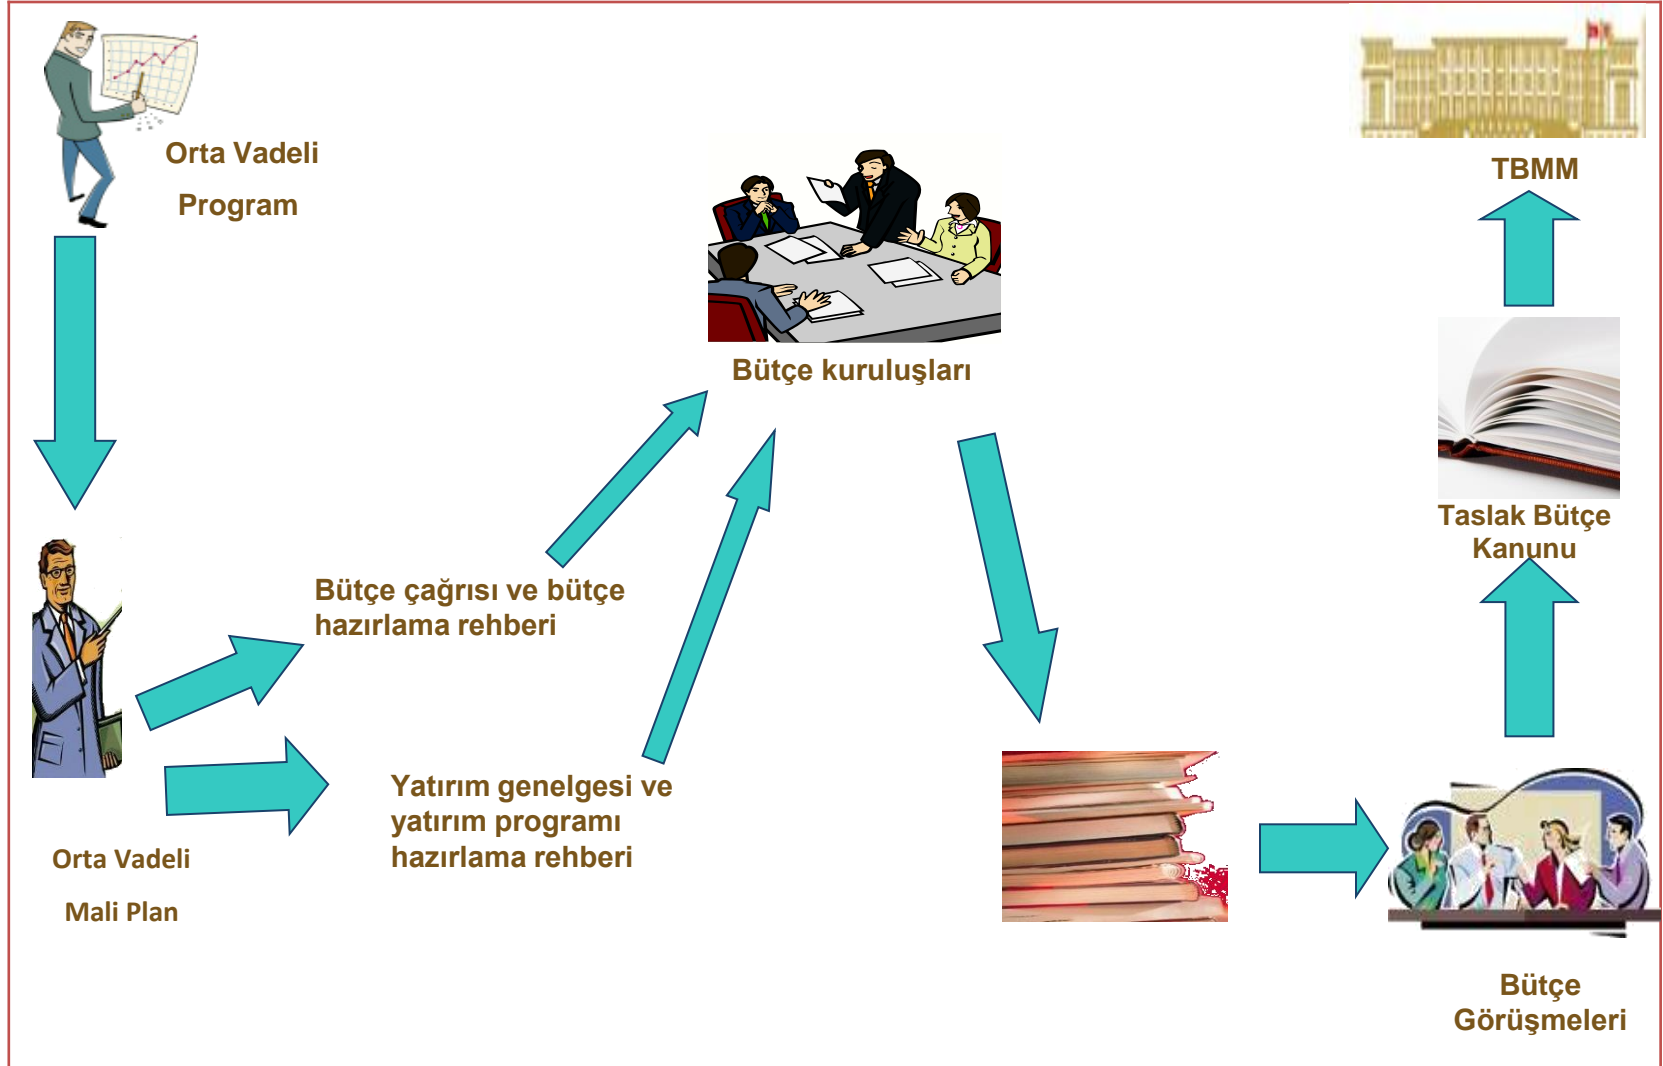 Orta Vadeli
Program
TBMM
Bütçe kuruluşları
Taslak Bütçe
Kanunu
Bütçe çağrısı ve bütçe
hazırlama rehberi
Yatırım genelgesi ve
yatırım programı
hazırlama rehberi
Orta Vadeli
Mali Plan
Bütçe
Görüşmeleri